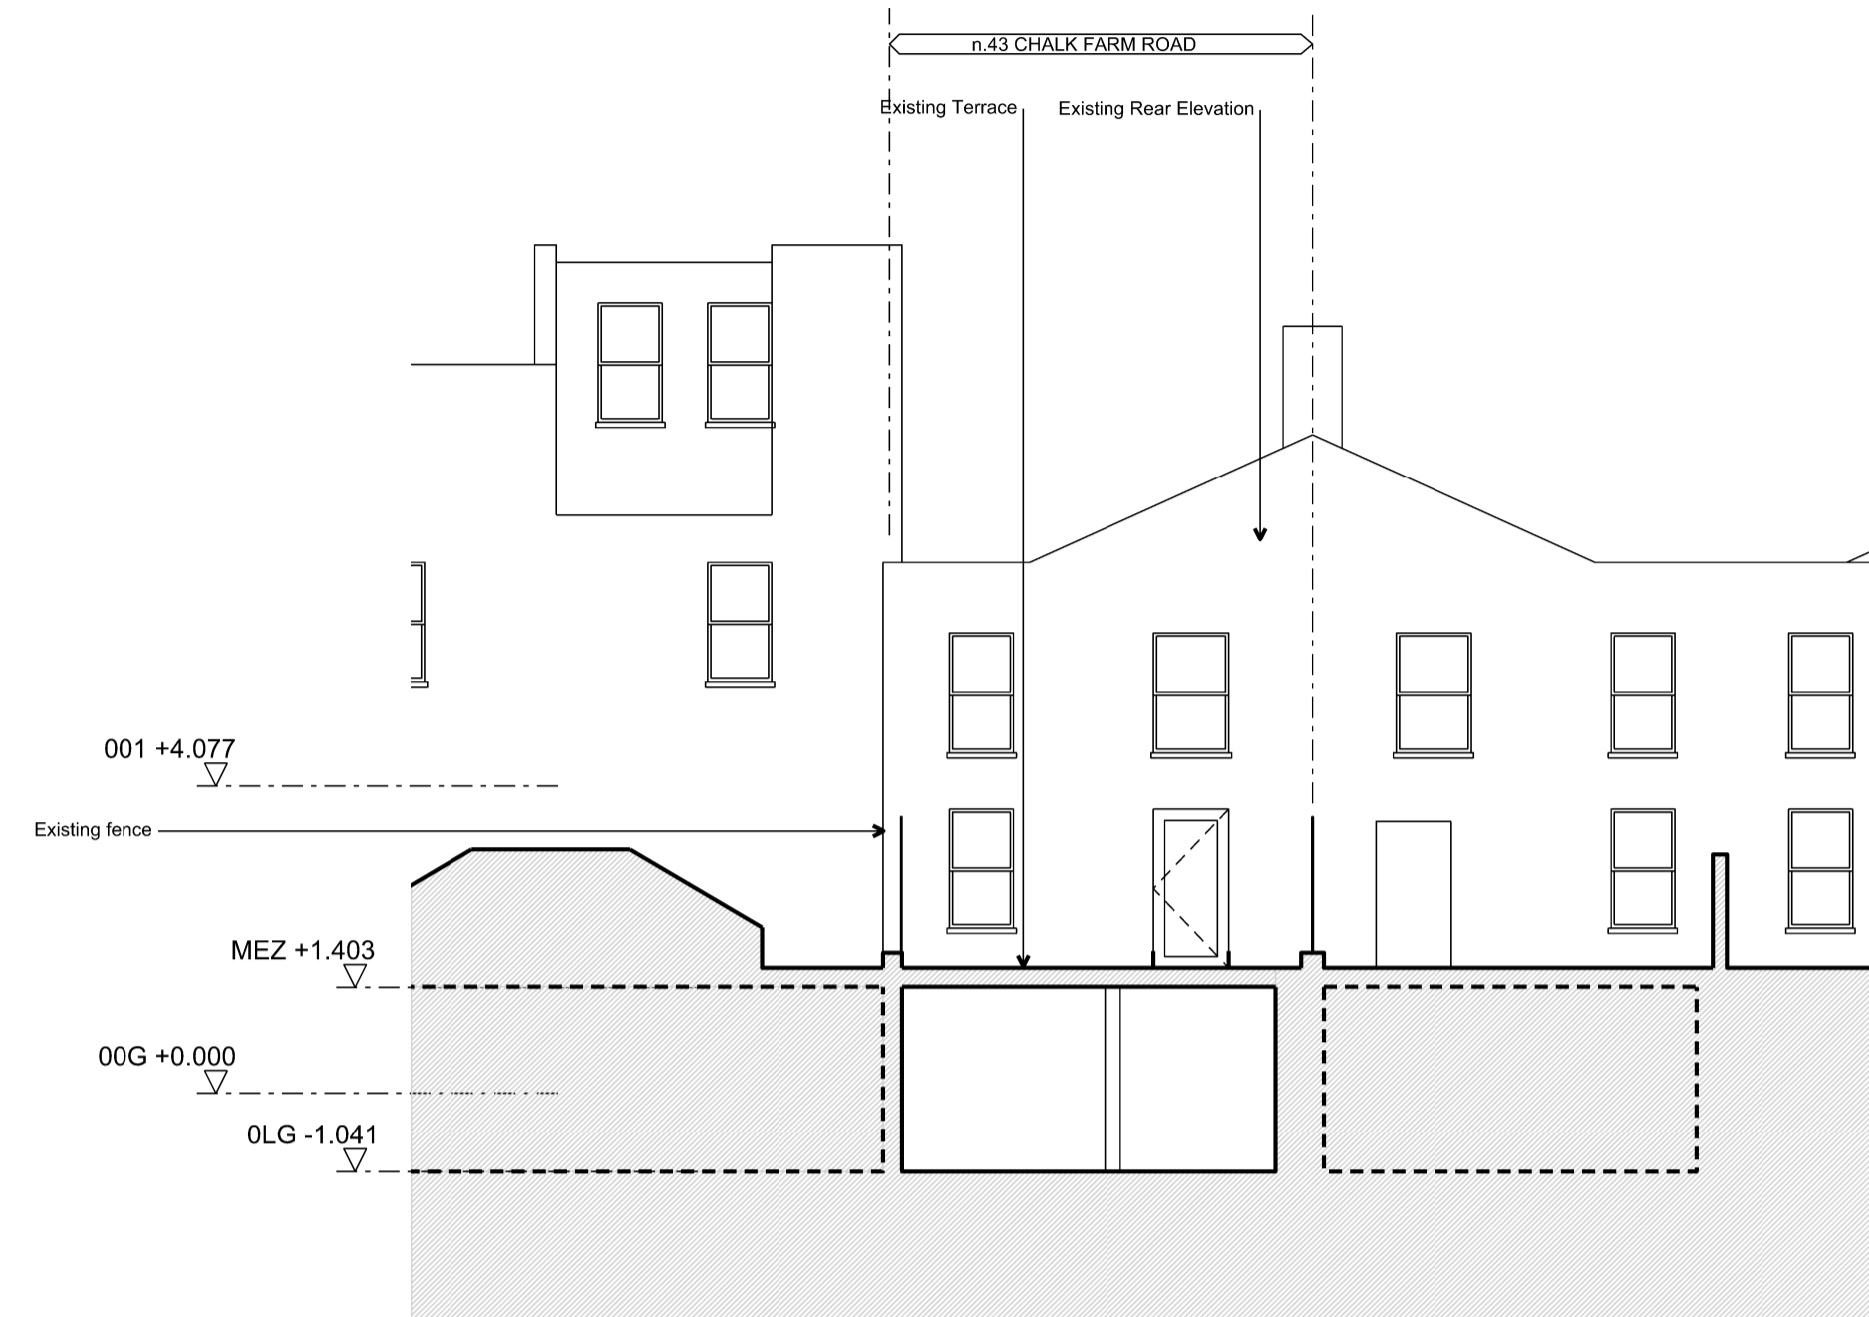 n.43 CHALK FARM ROAD
Existing Terrace
Existing Rear Elevation
001 +4.077
Existing fence
MEZ +1.403
00G +0.000
0LG -1.041